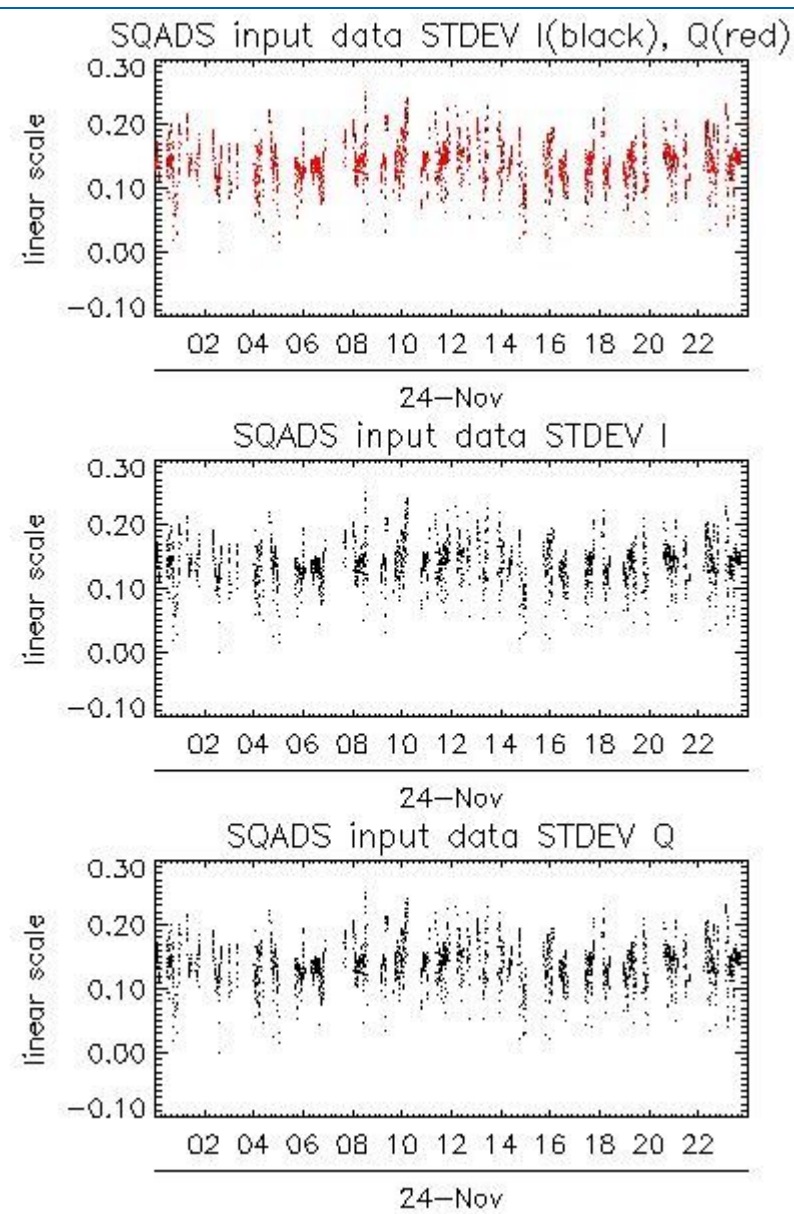 SQADS input data STDEV I(black), Q(red)
0.30
0.20
0.10
0.00
−0.10
linear scale
02 04 06 08 10 12 14 16 18 20 22
24−Nov
SQADS input data STDEV I
0.30
0.20
0.10
0.00
−0.10
linear scale
02 04 06 08 10 12 14 16 18 20 22
24−Nov
SQADS input data STDEV Q
0.30
0.20
0.10
0.00
−0.10
linear scale
02 04 06 08 10 12 14 16 18 20 22
24−Nov